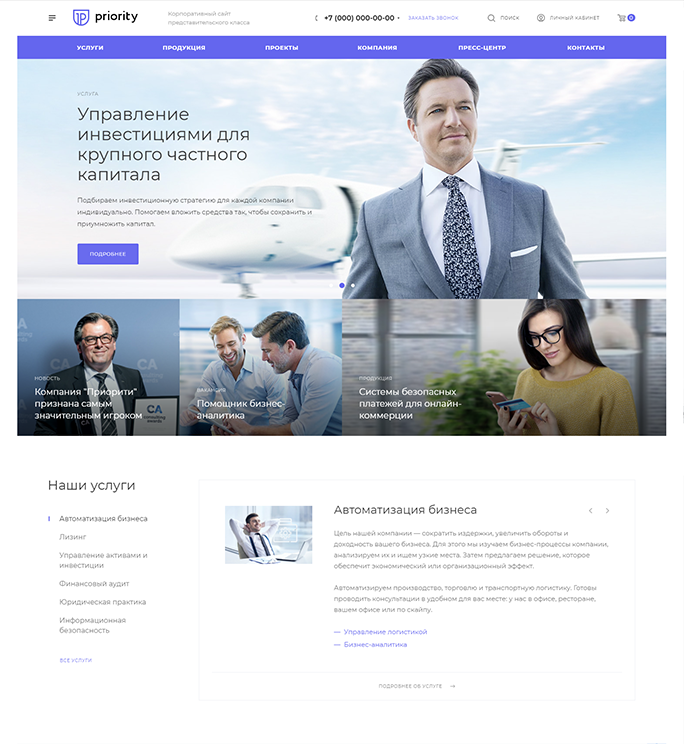 priority
Корпоративный сайт
представительского класса
+7 (000) 000-00-00
ЗАКАЗАТЬ ЗВОНОК
ПОИСК
ЛИЧНЫЙ КАБИНЕТ
0
УСЛУГИ
ПРОДУКЦИЯ
ПРОЕКТЫ
КОМПАНИЯ
ПРЕСС-ЦЕНТР
КОНТАКТЫ
УСЛУГА
Управление
инвестициями для
крупного частного
капитала
Подбираем инвестиционную стратегию для каждой компании
индивидуально. Помогаем вложить средства так, чтобы сохранить и
приумножить капитал.
ПОДРОБНЕЕ
НОВОСТЬ
Компания "Приорити"
признана самым
значительным игроком
CA
ВАКАНСИЯ
Помощник бизнес-
аналитика
ПРОДУКЦИЯ
Системы безопасных
платежей для онлайн-
коммерции
Наши услуги
Автоматизация бизнеса
Лизинг
Управление активами и
инвестиции
Финансовый аудит
Юридическая практика
Информационная
безопасность
ВСЕ УСЛУГИ
Автоматизация бизнеса
Цель нашей компании — сократить издержки, увеличить обороты и
доходность вашего бизнеса. Для этого мы изучаем бизнес-процессы компании,
анализируем их и ищем узкие места. Затем предлагаем решение, которое
обеспечит экономический или организационный эффект.
Автоматизируем производство, торговлю и транспортную логистику. Готовы
проводить консультации в удобном для вас месте: у нас в офисе, ресторане,
вашем офисе или по скайпу.
— Управление логистикой
— Бизнес-аналитика
ПОДРОБНЕЕ ОБ УСЛУГЕ →